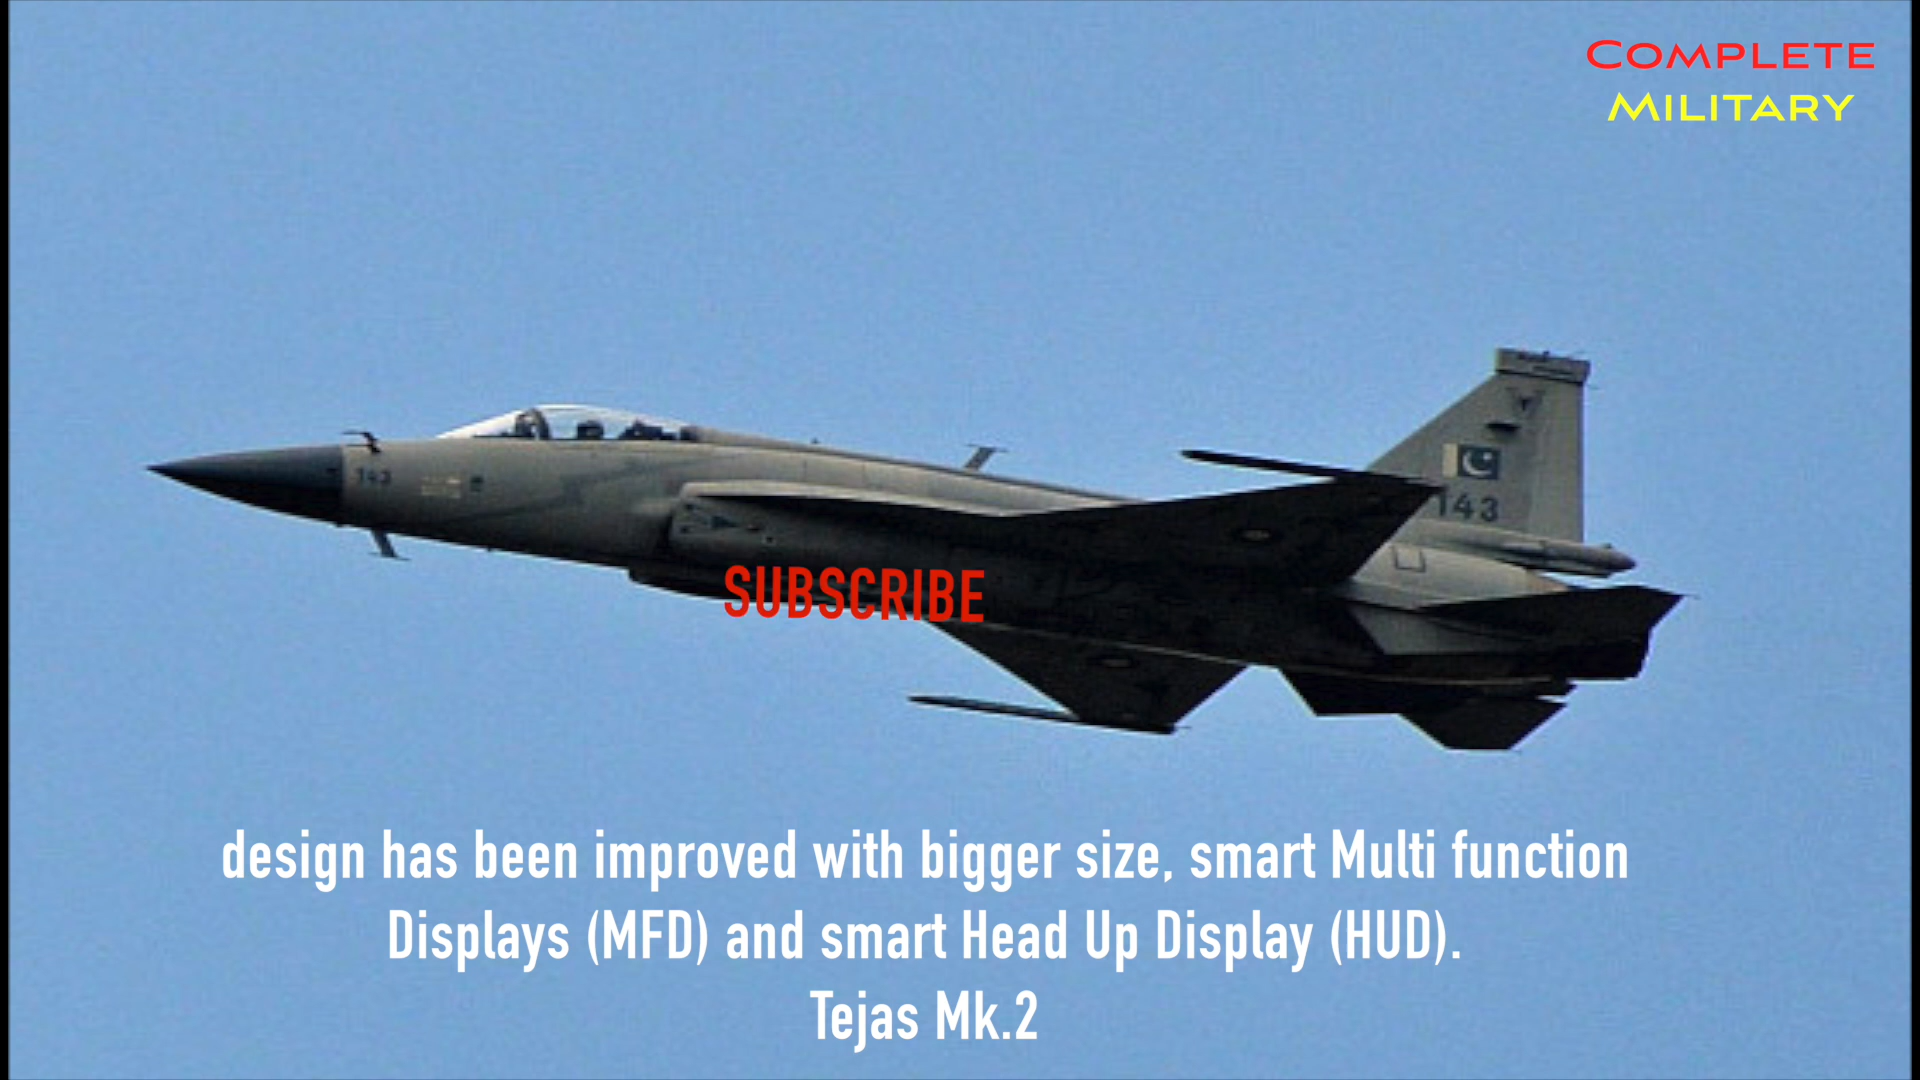 COMPLETE
MILITARY
143
143
SUBSCRIBE
design has been improved with bigger size, smart Multi function
Displays (MFD) and smart Head Up Display (HUD).
Tejas Mk.2